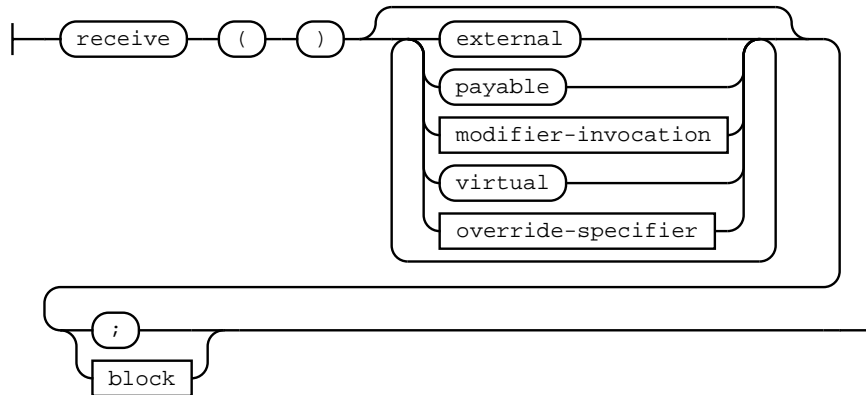 receive ( ) external
payable
modifier-invocation
virtual
override-specifier
;
block